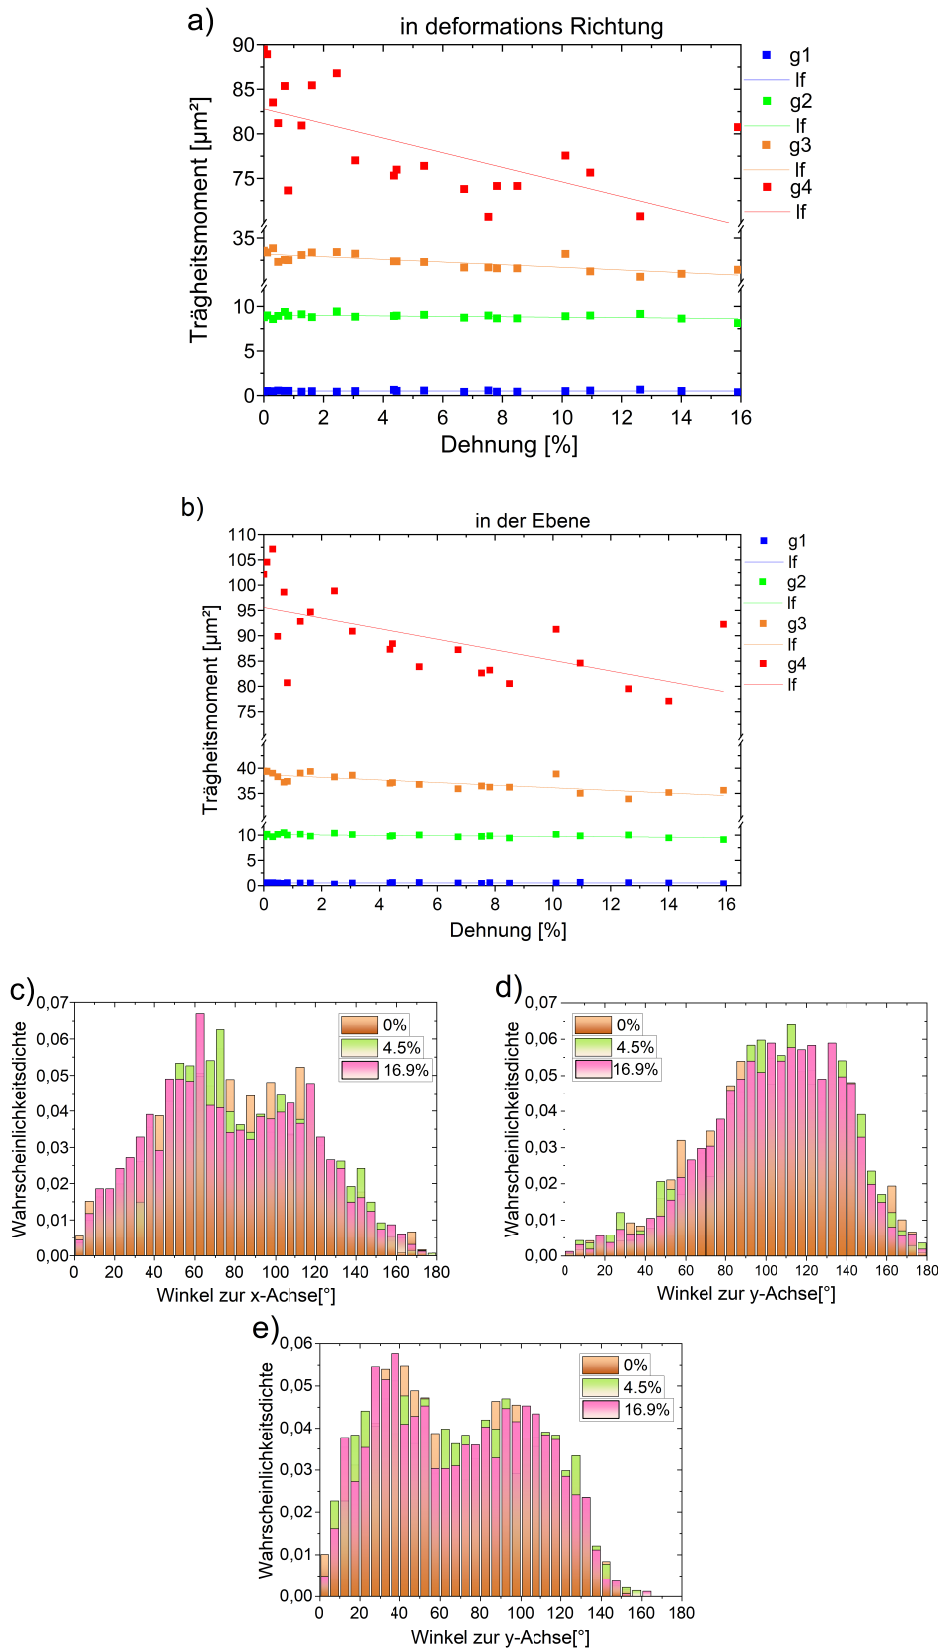 a)
in deformations Richtung
Trägheitsmoment [µm²]
90
85
80
75
35
10
5
0
0 2 4 6 8 10 12 14 16
Dehnung [%]
g1
lf
g2
lf
g3
lf
g4
lf
b)
in der Ebene
Trägheitsmoment [µm²]
110
105
100
95
90
85
80
75
40
35
10
5
0
0 2 4 6 8 10 12 14 16
Dehnung [%]
g1
lf
g2
lf
g3
lf
g4
lf
c)
Wahrscheinlichkeitsdichte
0,07
0,06
0,05
0,04
0,03
0,02
0,01
0,00
0 20 40 60 80 100 120 140 160 180
Winkel zur x-Achse[°]
0%
4.5%
16.9%
d)
Wahrscheinlichkeitsdichte
0,07
0,06
0,05
0,04
0,03
0,02
0,01
0,00
0 20 40 60 80 100 120 140 160 180
Winkel zur y-Achse[°]
0%
4.5%
16.9%
e)
Wahrscheinlichkeitsdichte
0,06
0,05
0,04
0,03
0,02
0,01
0,00
0 20 40 60 80 100 120 140 160 180
Winkel zur y-Achse[°]
0%
4.5%
16.9%